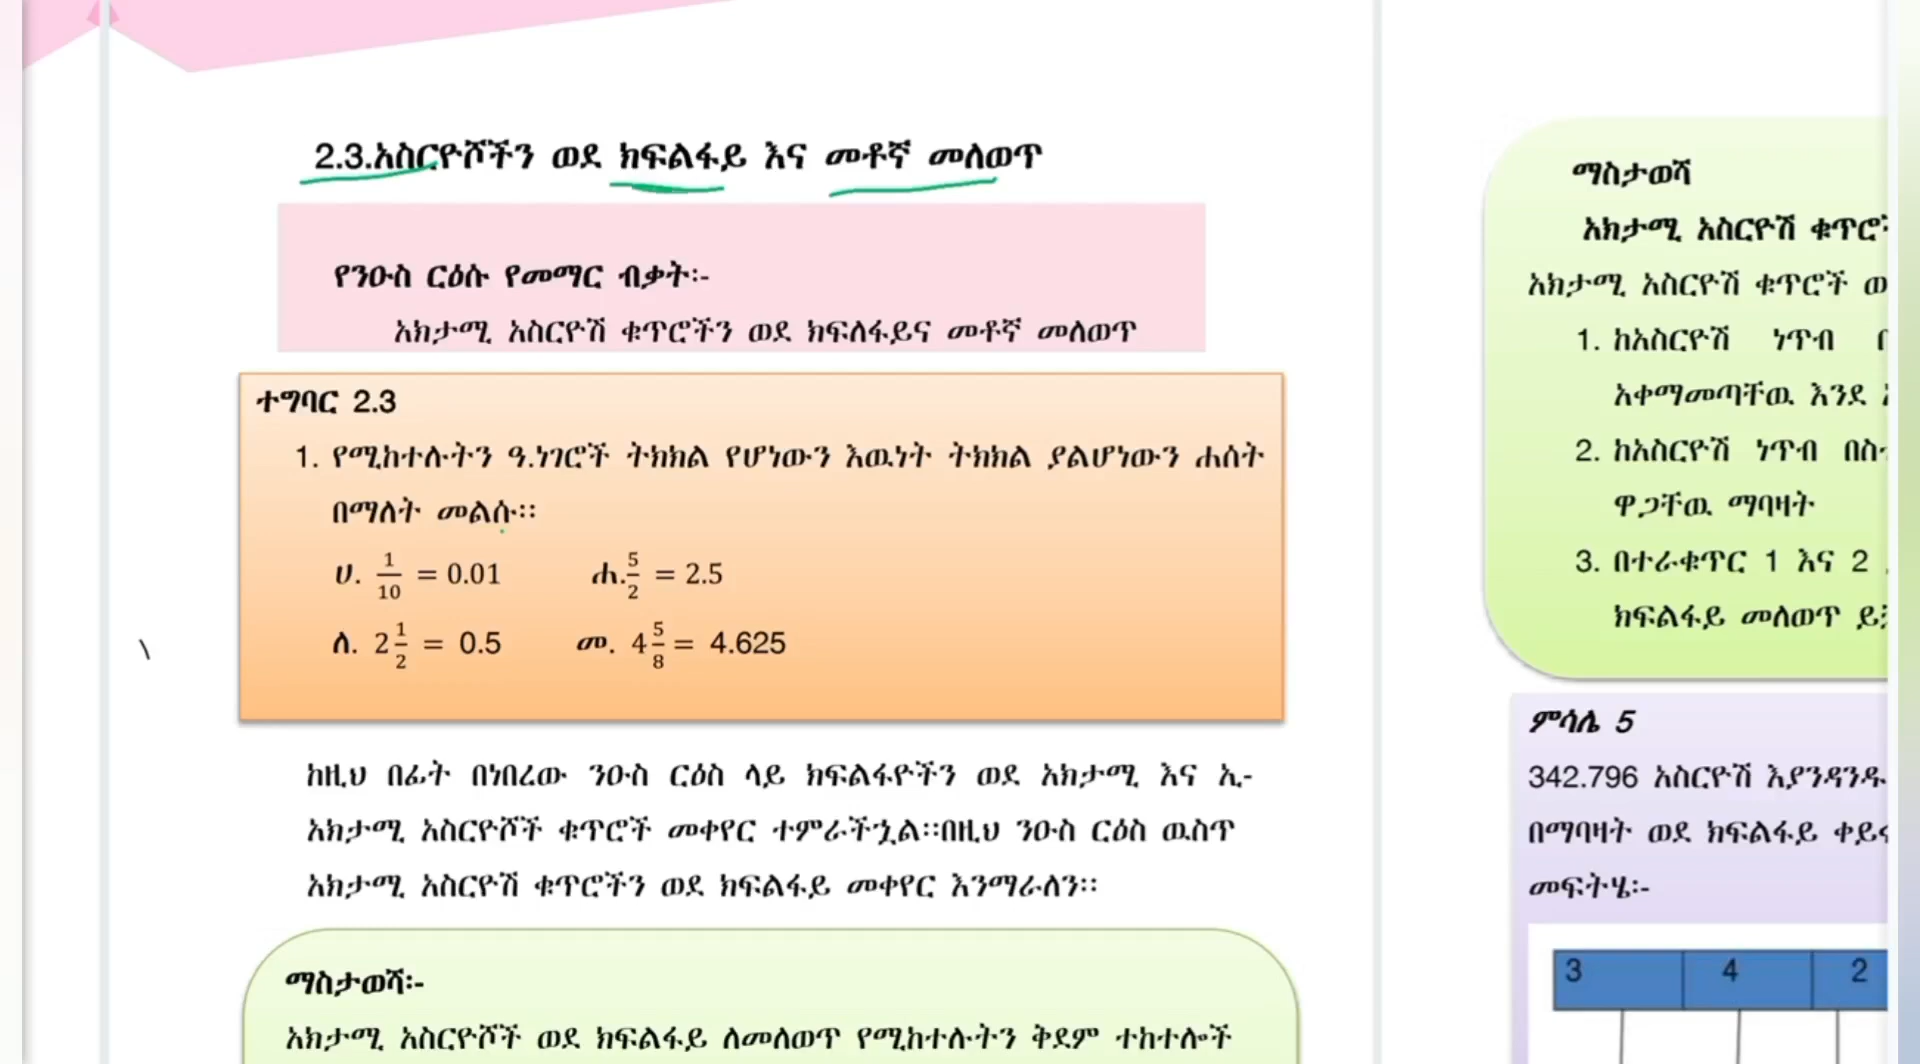 2.3.አስርዮሾችን ወደ ክፍልፋይ እና መቶኛ መለወጥ
የንዑስ ርዕሱ የመማር ብቃት፡-
አክታሚ አስርዮሽ ቁጥሮችን ወደ ክፍለፋይና መቶኛ መለወጥ
ተግባር 2.3
1. የሚከተሉትን ዓ.ነገሮች ትክክል የሆነውን እዉነት ትክክል ያልሆነውን ሐሰት
በማለት መልሱ፡፡
ሀ. 1/10 = 0.01 ሐ. 5/2 = 2.5
ለ. 2 1/2 = 0.5 መ. 4 5/8 = 4.625
ከዚህ በፊት በነበረው ንዑስ ርዕስ ላይ ክፍልፋዮችን ወደ አክታሚ እና ኢ-
አክታሚ አስርዮሾች ቁጥሮች መቀየር ተምራችኋል፡፡በዚህ ንዑስ ርዕስ ዉስጥ
አክታሚ አስርዮሽ ቁጥሮችን ወደ ክፍልፋይ መቀየር እንማራለን፡፡
ማስታወሻ፡-
አክታሚ አስርዮሾች ወደ ክፍልፋይ ለመለወጥ የሚከተሉትን ቅደም ተከተሎች
ማስታወሻ
አክታሚ አስርዮሽ
አክታሚ አስርዮሽ ቁጥሮች
1. ከአስርዮሽ ነጥብ
አቀማመጣቸዉ እንደ
2. ከአስርዮሽ ነጥብ
ዋጋቸዉ ማባዛት
3. በተራቁጥር 1 እና 2
ክፍልፋይ መለወጥ
ምሳሌ 5
342.796 አስርዮሽ እያንዳንዱ
በማባዛት ወደ ክፍልፋይ
መፍትሄ፡-
3 4 2